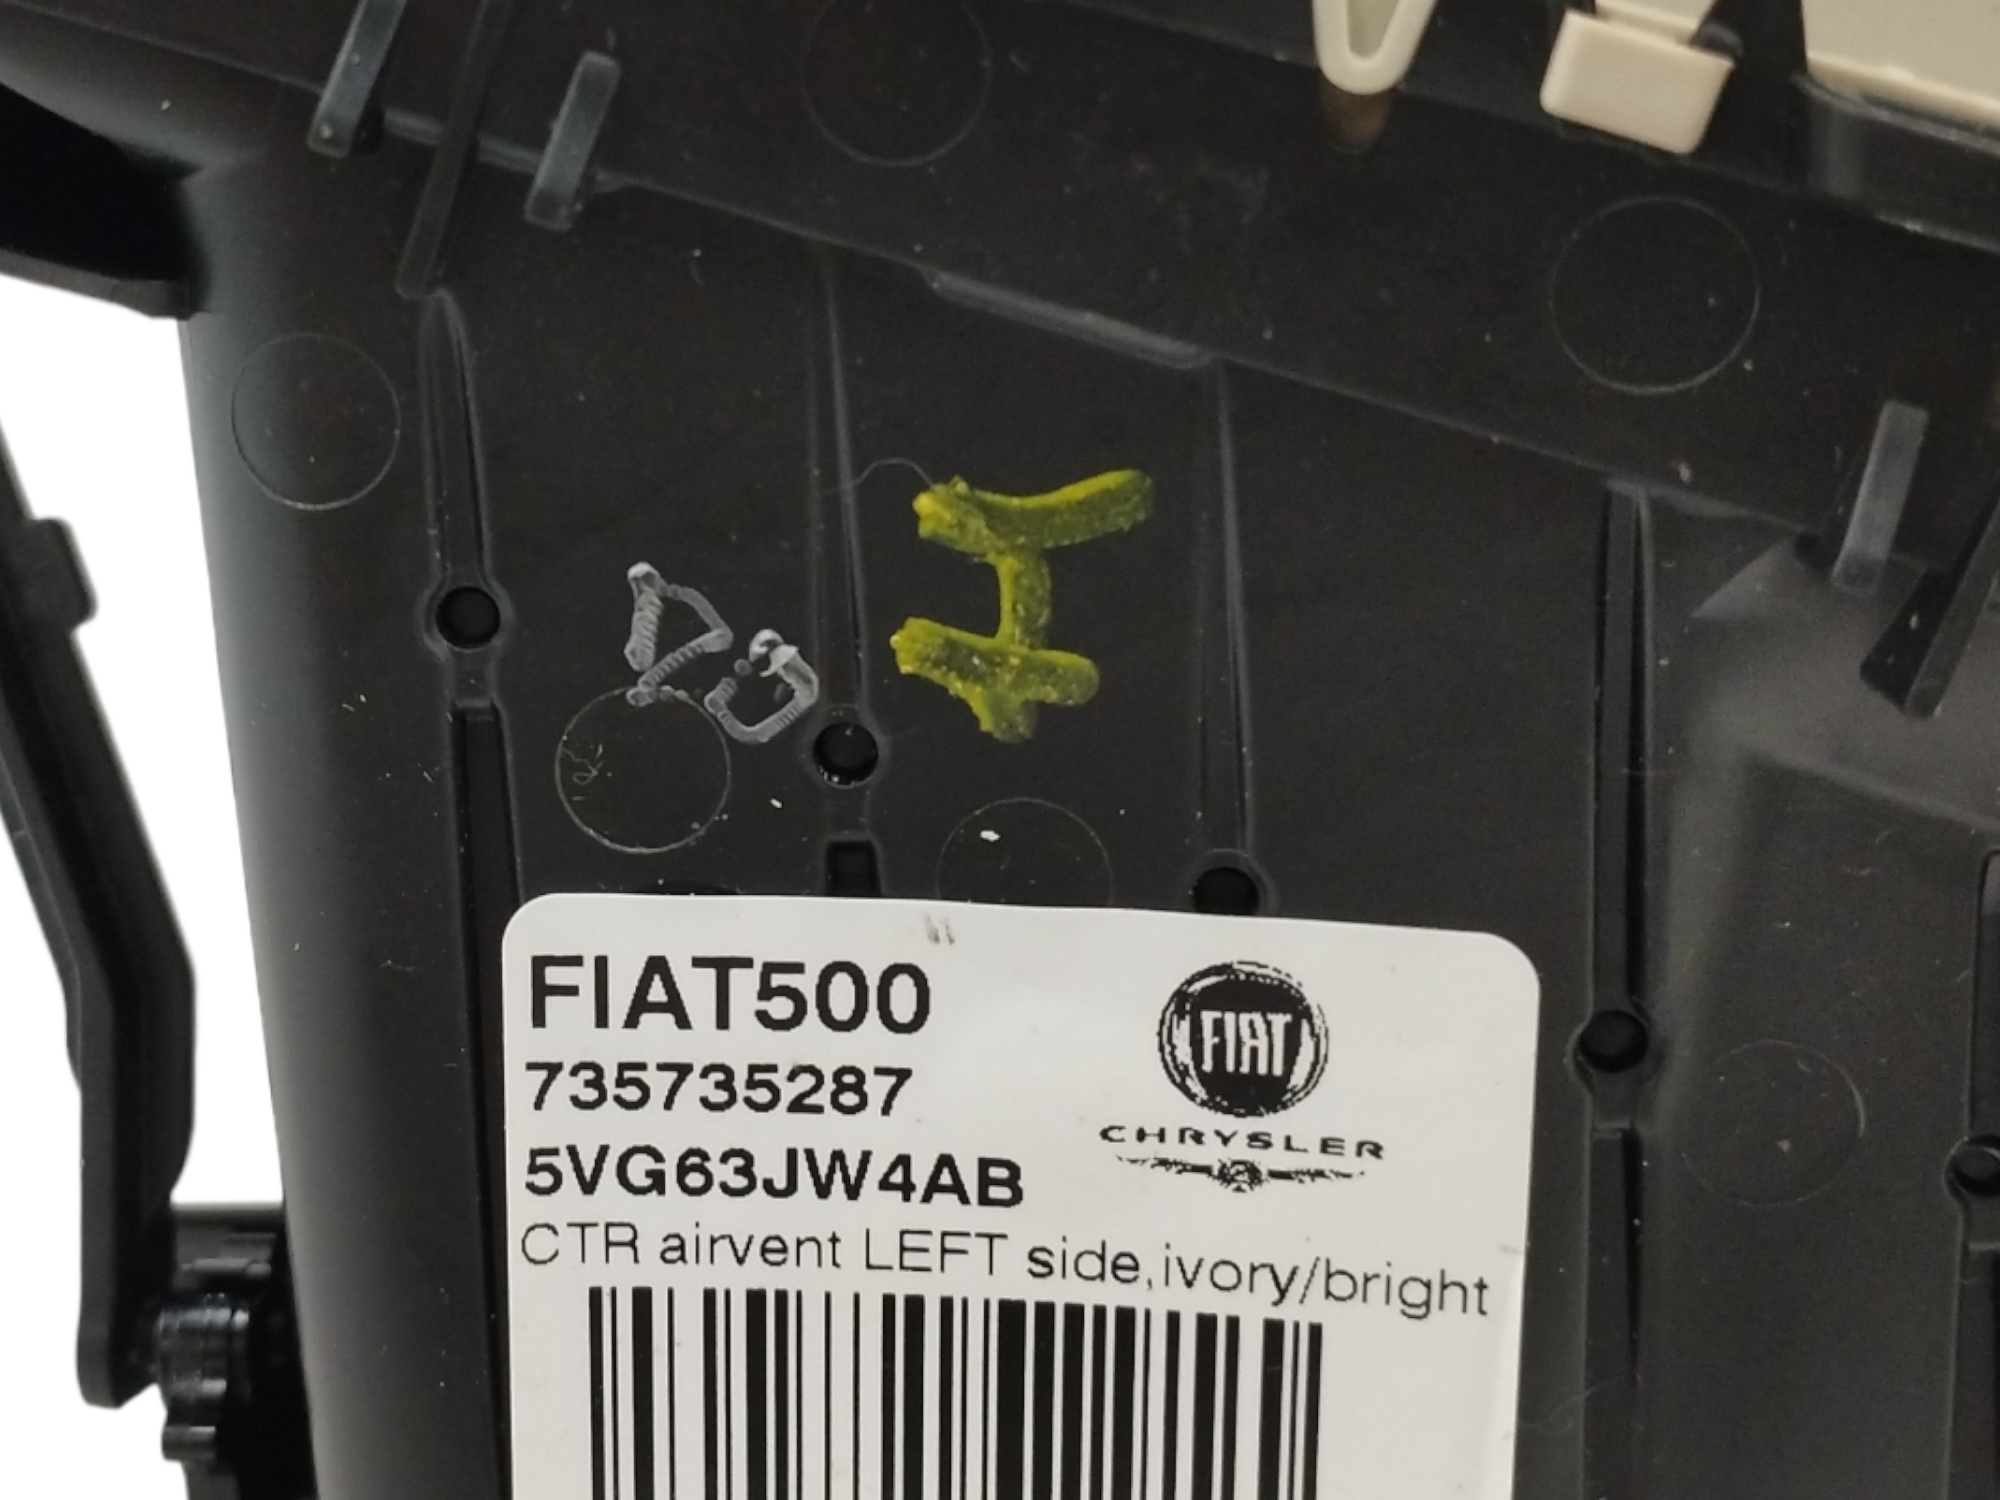 FIAT500
735735287
5VG63JW4AB
CTR airvent LEFT side,ivory/bright
FIAT
CHRYSLER